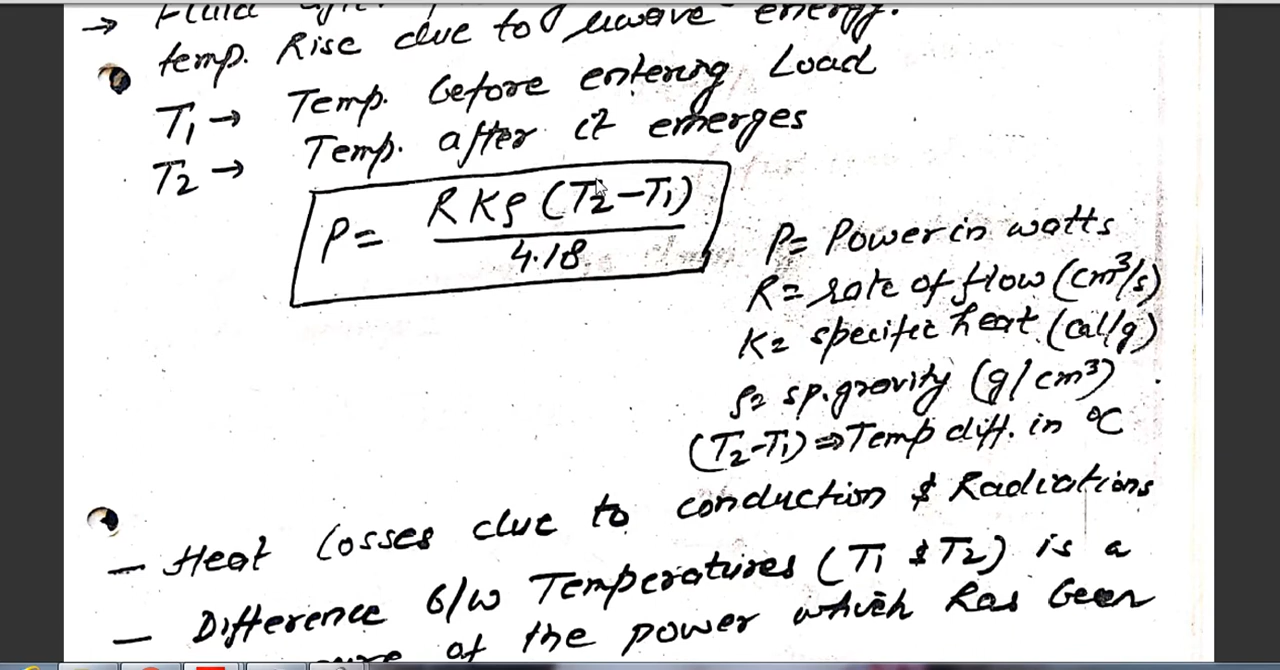 → Fluid after
temp. Rise due to μwave energy.
T1 → Temp. before entering Load
T2 → Temp. after it emerges
P = R K ρ (T2 - T1) / 4.18
P = Power in watts
R = rate of flow (cm³/s)
K = specific heat (cal/g)
ρ = sp. gravity (g/cm³)
(T2-T1) ⇒ Temp diff. in °C
— Heat Losses due to conduction & Radiations
— Difference b/w Temperatures (T1 & T2) is a
of the power which has been